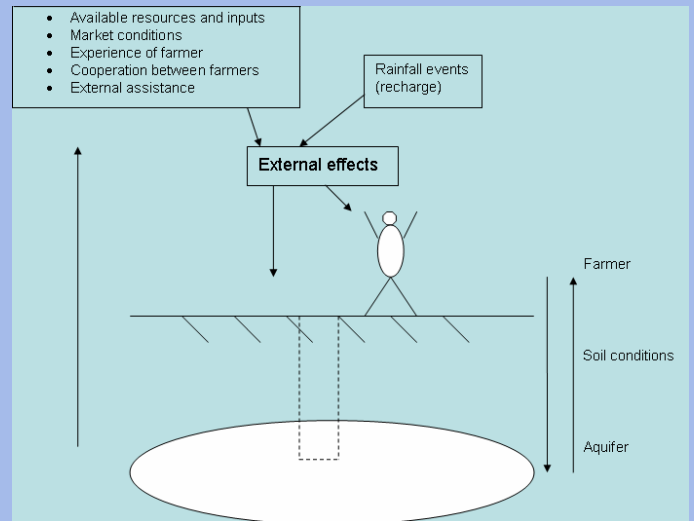 • Available resources and inputs
• Market conditions
• Experience of farmer
• Cooperation between farmers
• External assistance
Rainfall events
(recharge)
External effects
Farmer
Soil conditions
Aquifer